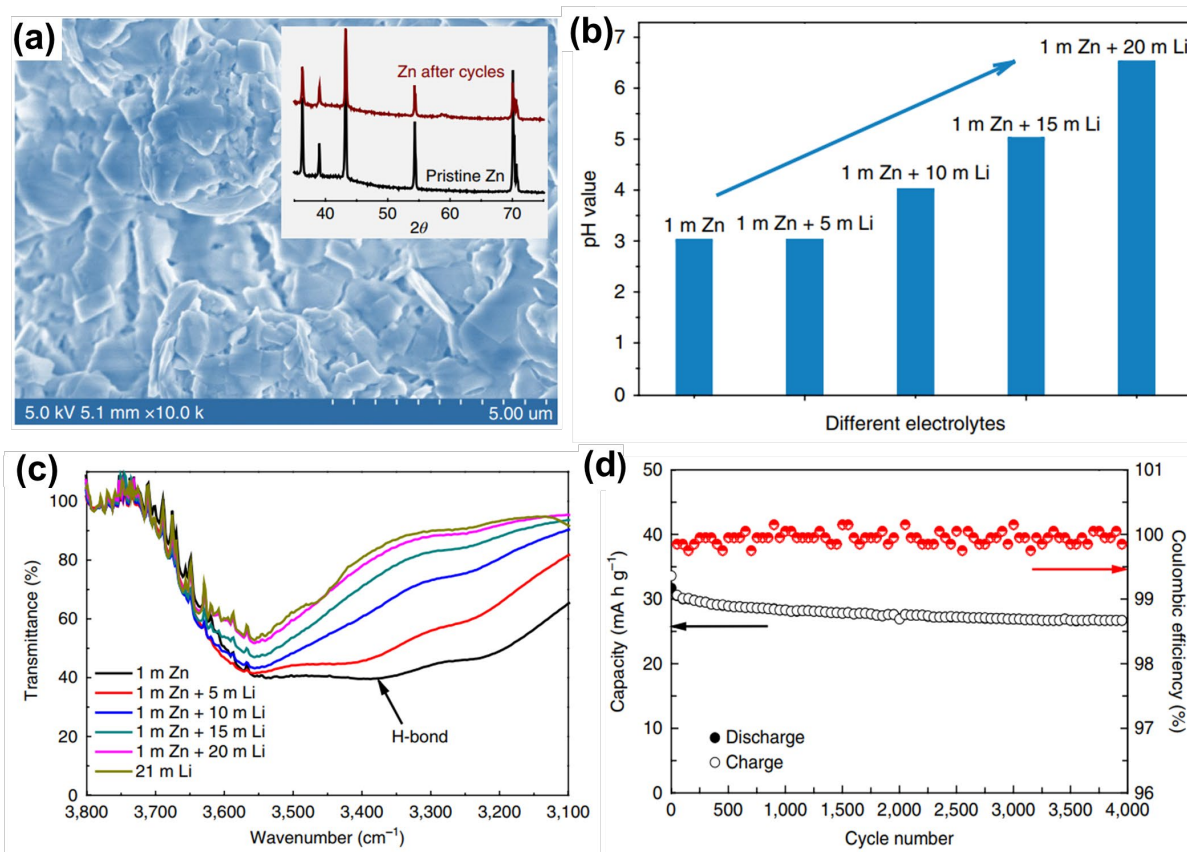 (a)
Zn after cycles
Pristine Zn
40 50 60 70
2θ
5.0 kV 5.1 mm ×10.0 k 5.00 um
(b)
7
6
5
4
3
2
1
0
pH value
1 m Zn
1 m Zn + 5 m Li
1 m Zn + 10 m Li
1 m Zn + 15 m Li
1 m Zn + 20 m Li
Different electrolytes
(c)
100
80
60
40
20
0
Transmittance (%)
1 m Zn
1 m Zn + 5 m Li
1 m Zn + 10 m Li
1 m Zn + 15 m Li
1 m Zn + 20 m Li
21 m Li
H-bond
3,800 3,700 3,600 3,500 3,400 3,300 3,200 3,100
Wavenumber (cm⁻¹)
(d)
50
40
30
20
10
0
Capacity (mA h g⁻¹)
Discharge
Charge
101
100
99
98
97
96
Coulombic efficiency
(%)
0 500 1,000 1,500 2,000 2,500 3,000 3,500 4,000
Cycle number